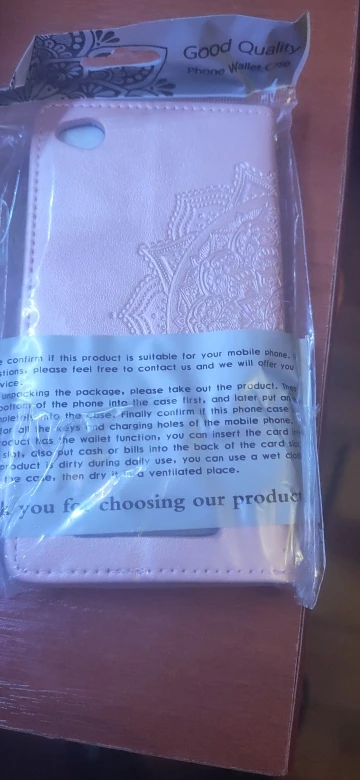 Good Quality
Phone Wallet Case
confirm if this product is suitable for your mobile phone.
please feel free to contact us and we will offer you
unpacking the package, please take out the product.
of the phone into the case first, and later put
into the case. Finally confirm if this phone case
for all the keys and charging holes of the mobile phone.
has the wallet function, you can insert the card
slot, also put cash or bills into the back of the card
product is dirty during daily use, you can use a wet
the case, then dry it in a ventilated place.
you for choosing our